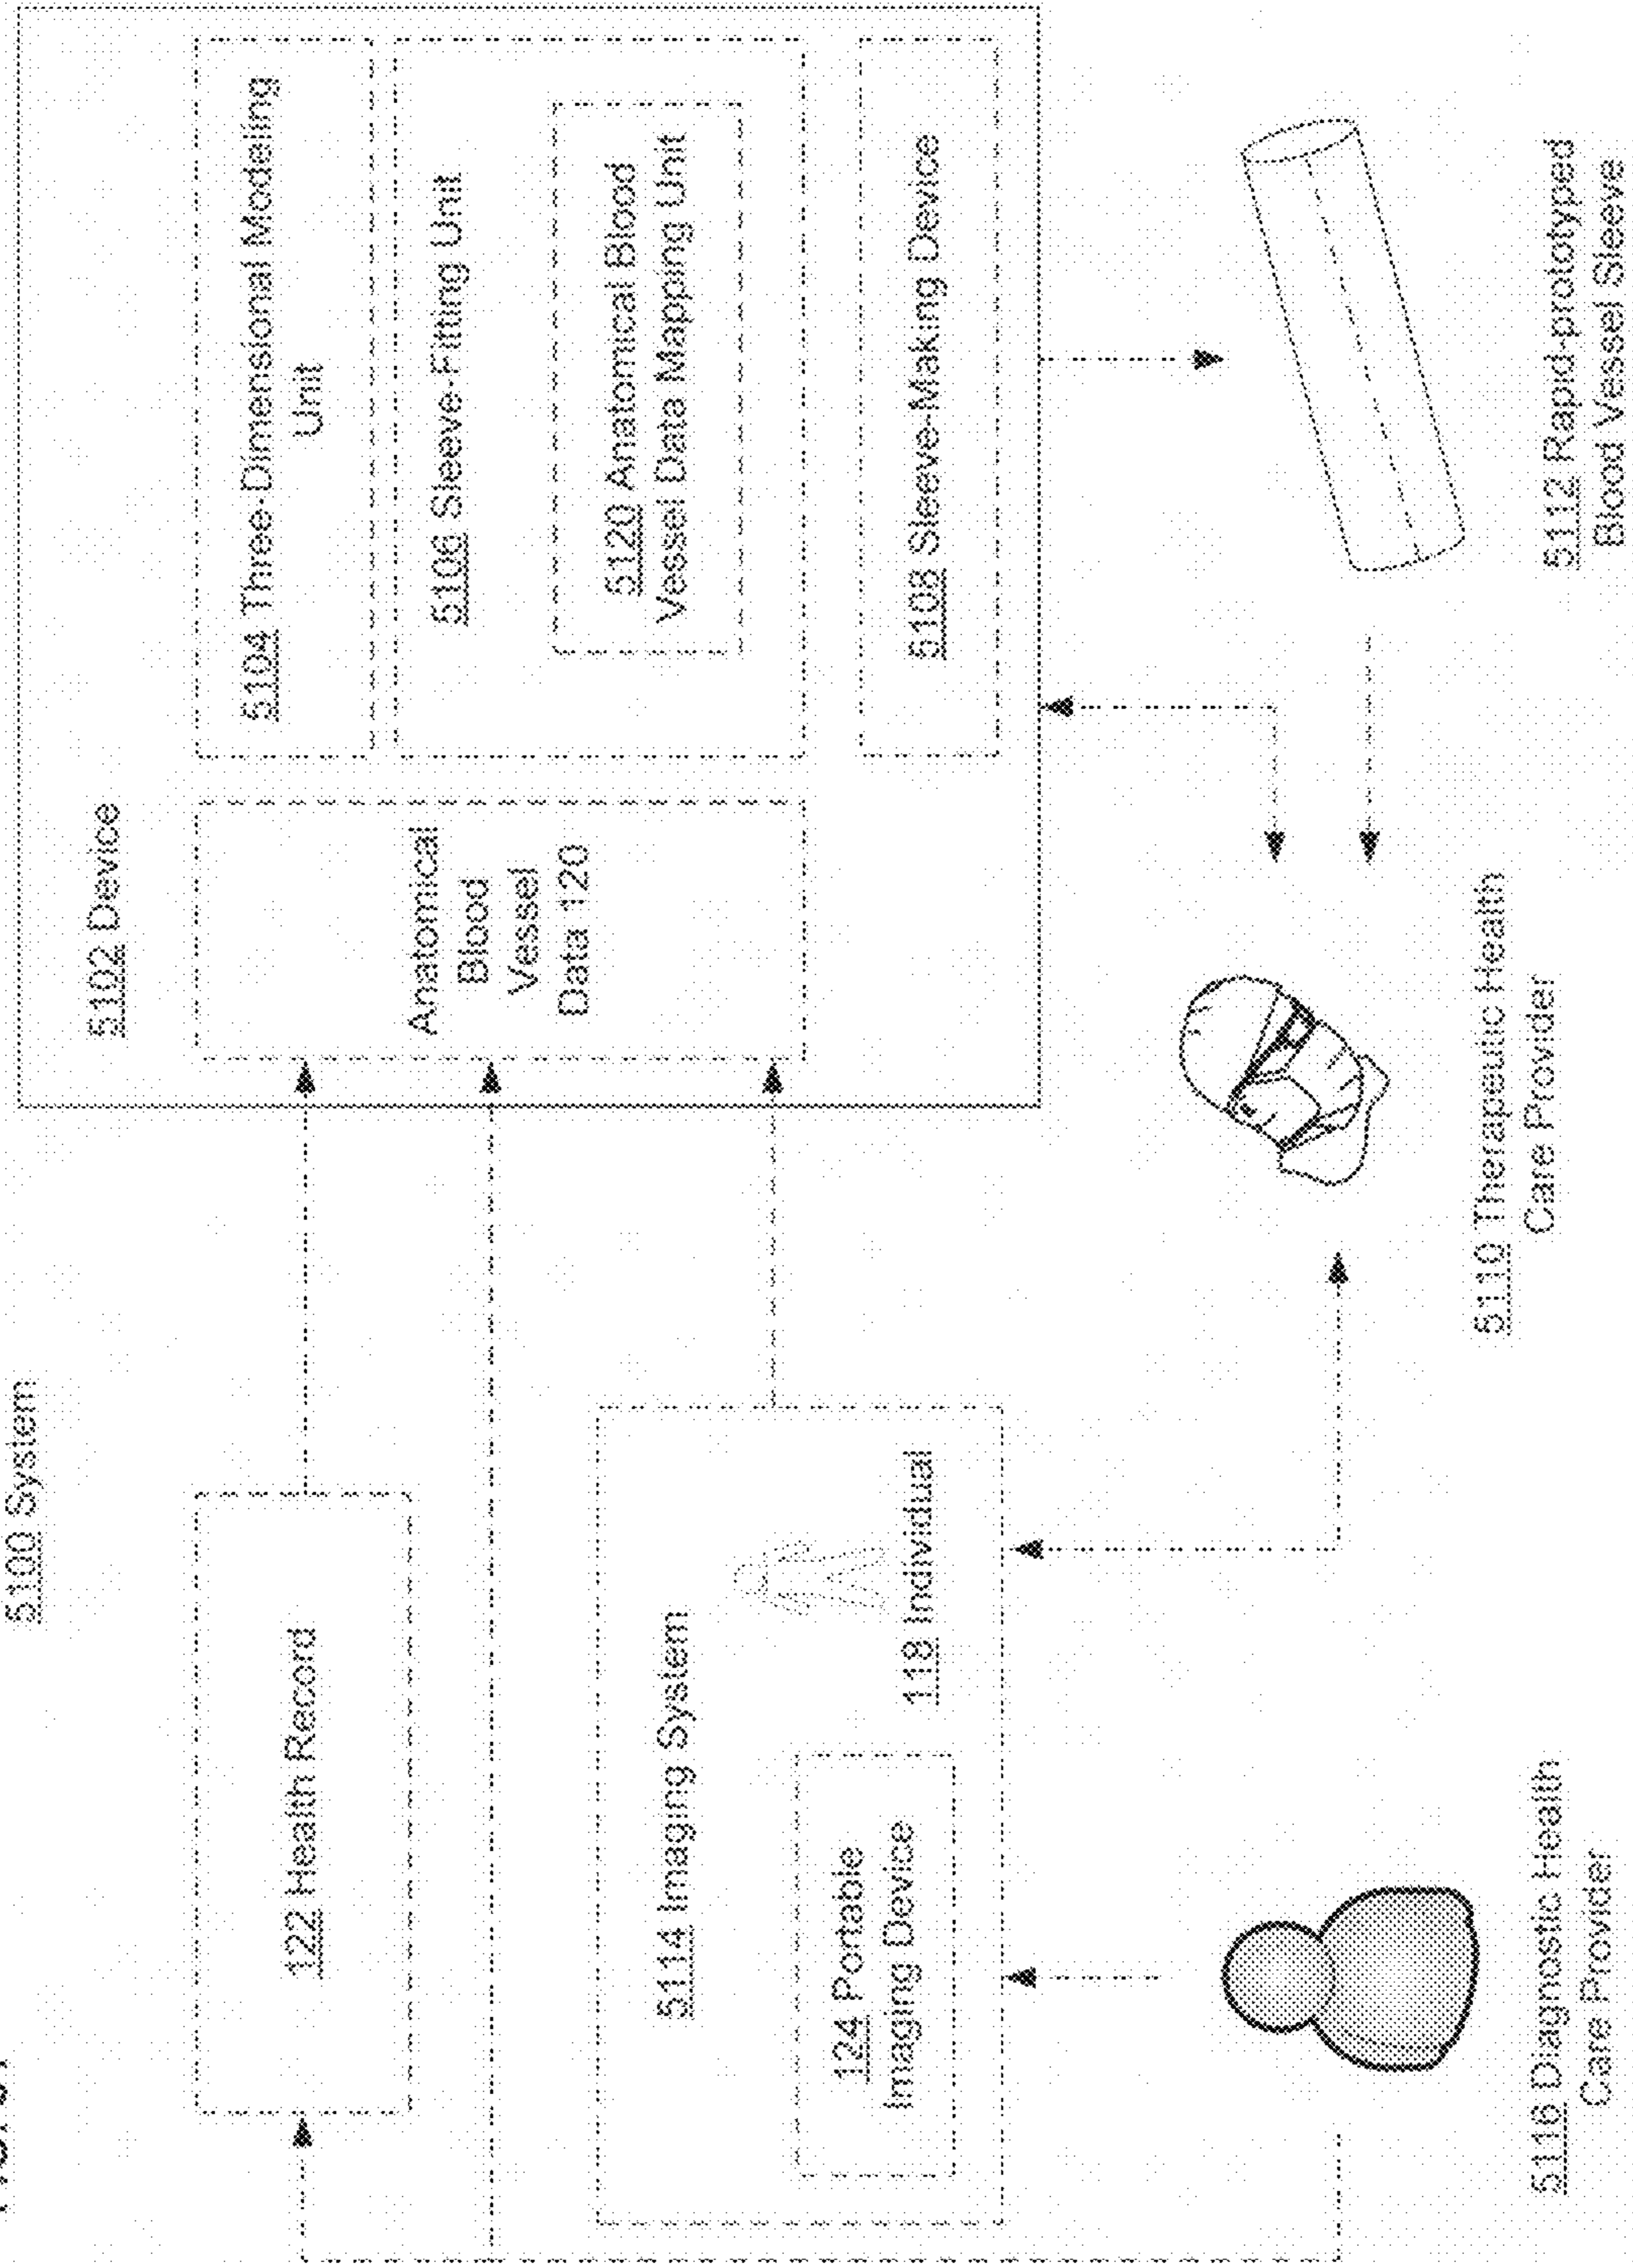 5100 System
5102 Device
122 Health Record
Anatomical
Blood
Vessel
Data 120
5104 Three-Dimensional Modeling
Unit
5106 Sleeve-Fitting Unit
5120 Anatomical Blood
Vessel Data Mapping Unit
5108 Sleeve-Making Device
5114 Imaging System
124 Portable
Imaging Device
118 Individual
5116 Diagnostic Health
Care Provider
5110 Therapeutic Health
Care Provider
5112 Rapid-prototyped
Blood Vessel Sleeve